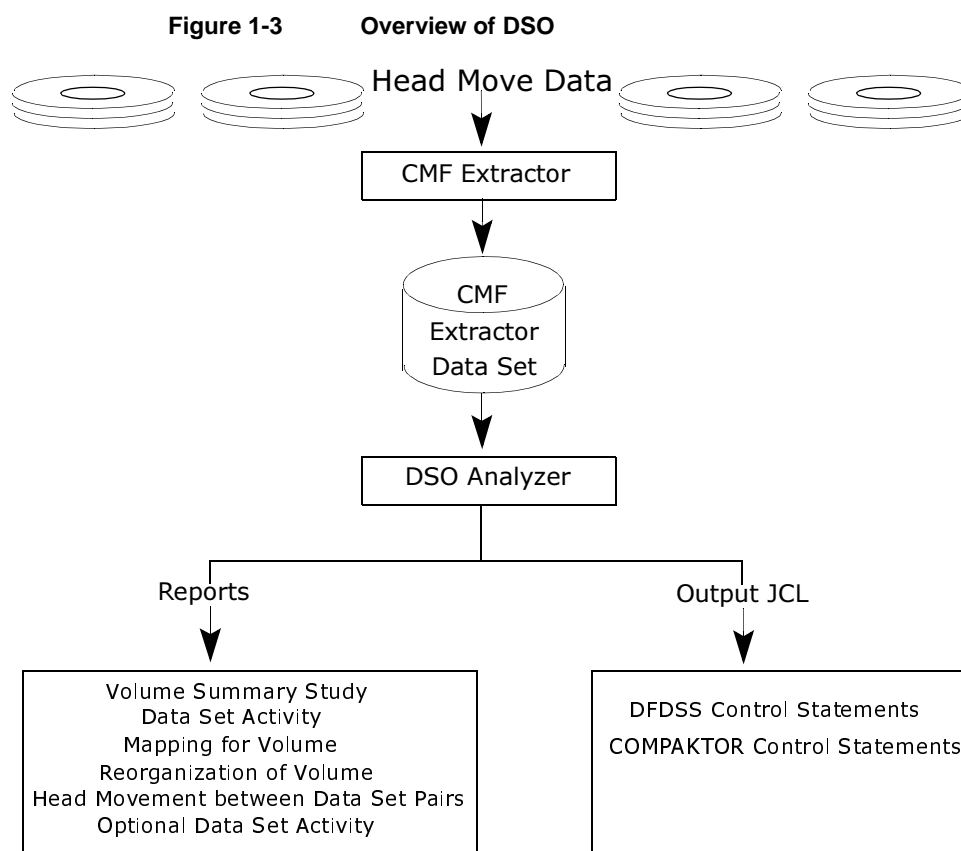 Figure 1-3 Overview of DSO
Head Move Data
CMF Extractor
CMF
Extractor
Data Set
DSO Analyzer
Reports
Output JCL
Volume Summary Study
Data Set Activity
Mapping for Volume
Reorganization of Volume
Head Movement between Data Set Pairs
Optional Data Set Activity
DFDSS Control Statements
COMPAKTOR Control Statements